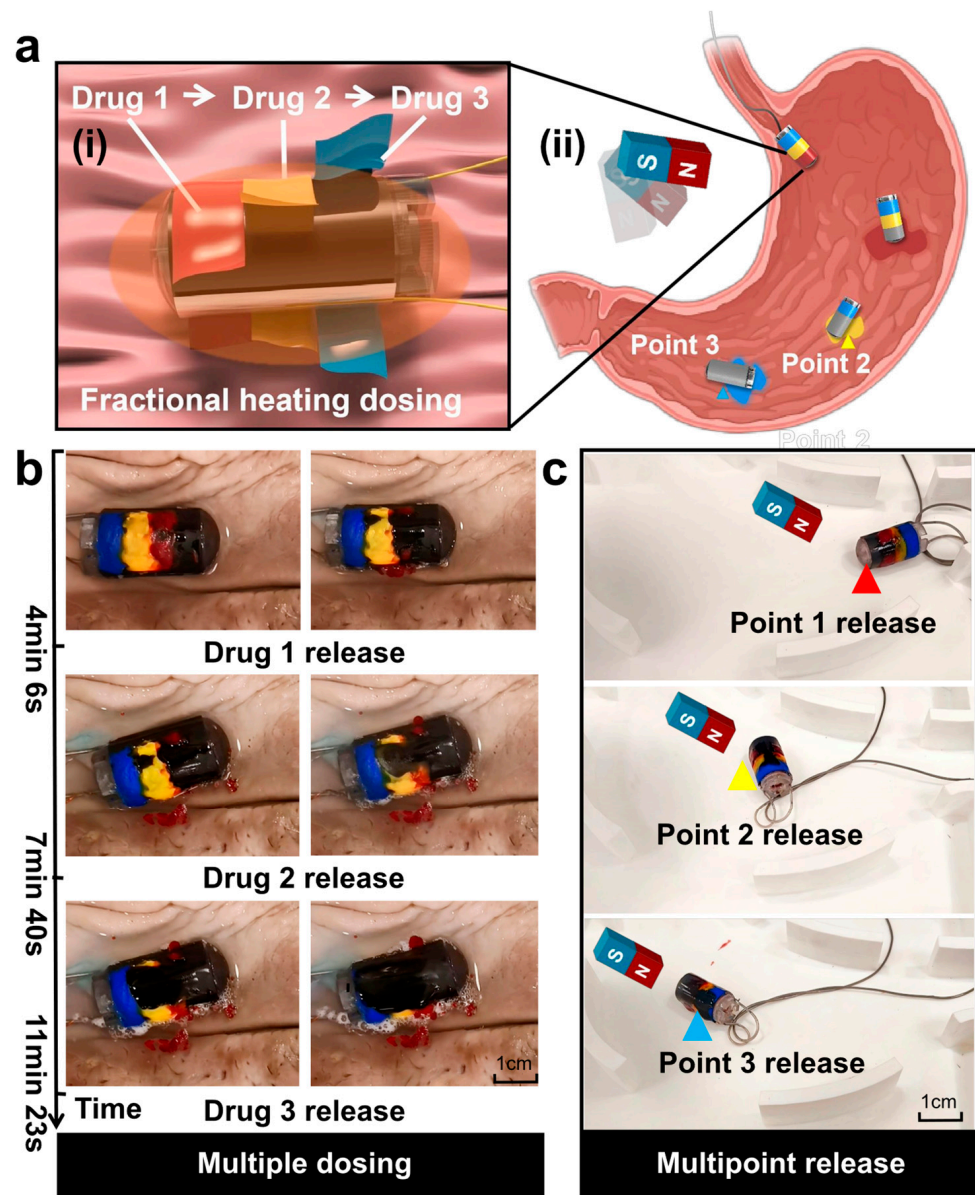 a
Drug 1 → Drug 2 → Drug 3
(i)
Fractional heating dosing
(ii)
S N
S
N
N
Point 3
Point 2
Point 2
b
4min 6s
Drug 1 release
7min 40s
Drug 2 release
11min 23s
1cm
Time
Drug 3 release
Multiple dosing
c
S N
Point 1 release
S N
Point 2 release
S N
Point 3 release
1cm
Multipoint release